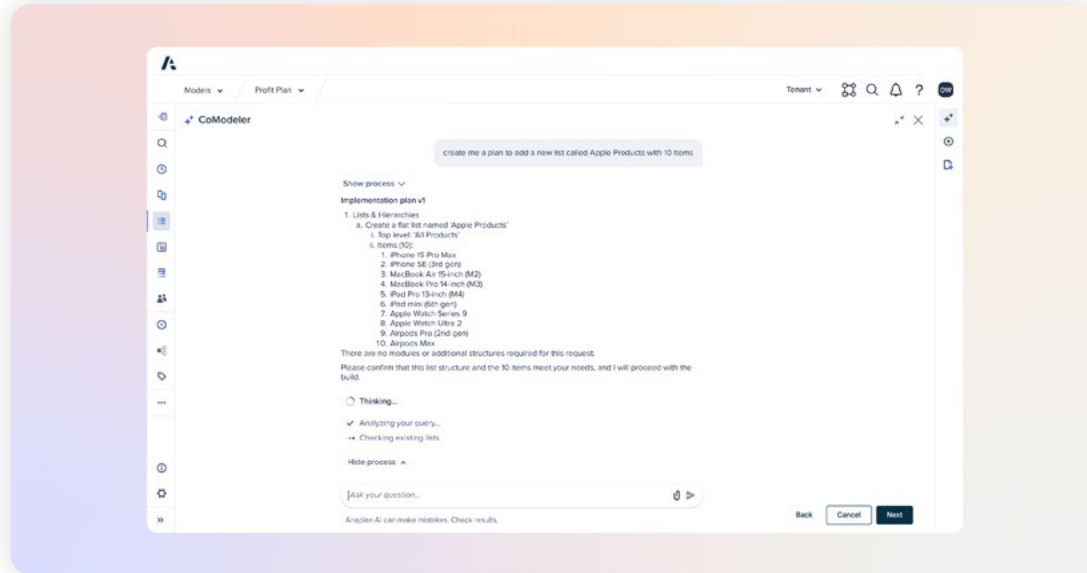 Models
Profit Plan
Tenant
OW
CoModeler
create me a plan to add a new list called Apple Products with 10 items
Show process
Implementation plan v1
1. Lists & Hierarchies
a. Create a flat list named 'Apple Products'
i. Top level: 'All Products'
ii. Items (10):
1. iPhone 15 Pro Max
2. iPhone SE (3rd gen)
3. MacBook Air 15-inch (M2)
4. MacBook Pro 14-inch (M3)
5. iPad Pro 13-inch (M4)
6. iPad mini (6th gen)
7. Apple Watch Series 9
8. Apple Watch Ultra 2
9. Airpods Pro (2nd gen)
10. Airpods Max
There are no modules or additional structures required for this request.
Please confirm that this list structure and the 10 items meet your needs, and I will proceed with the
build.
Thinking...
Analyzing your query...
Checking existing lists
Hide process
Ask your question...
Anaplan AI can make mistakes. Check results.
Back
Cancel
Next